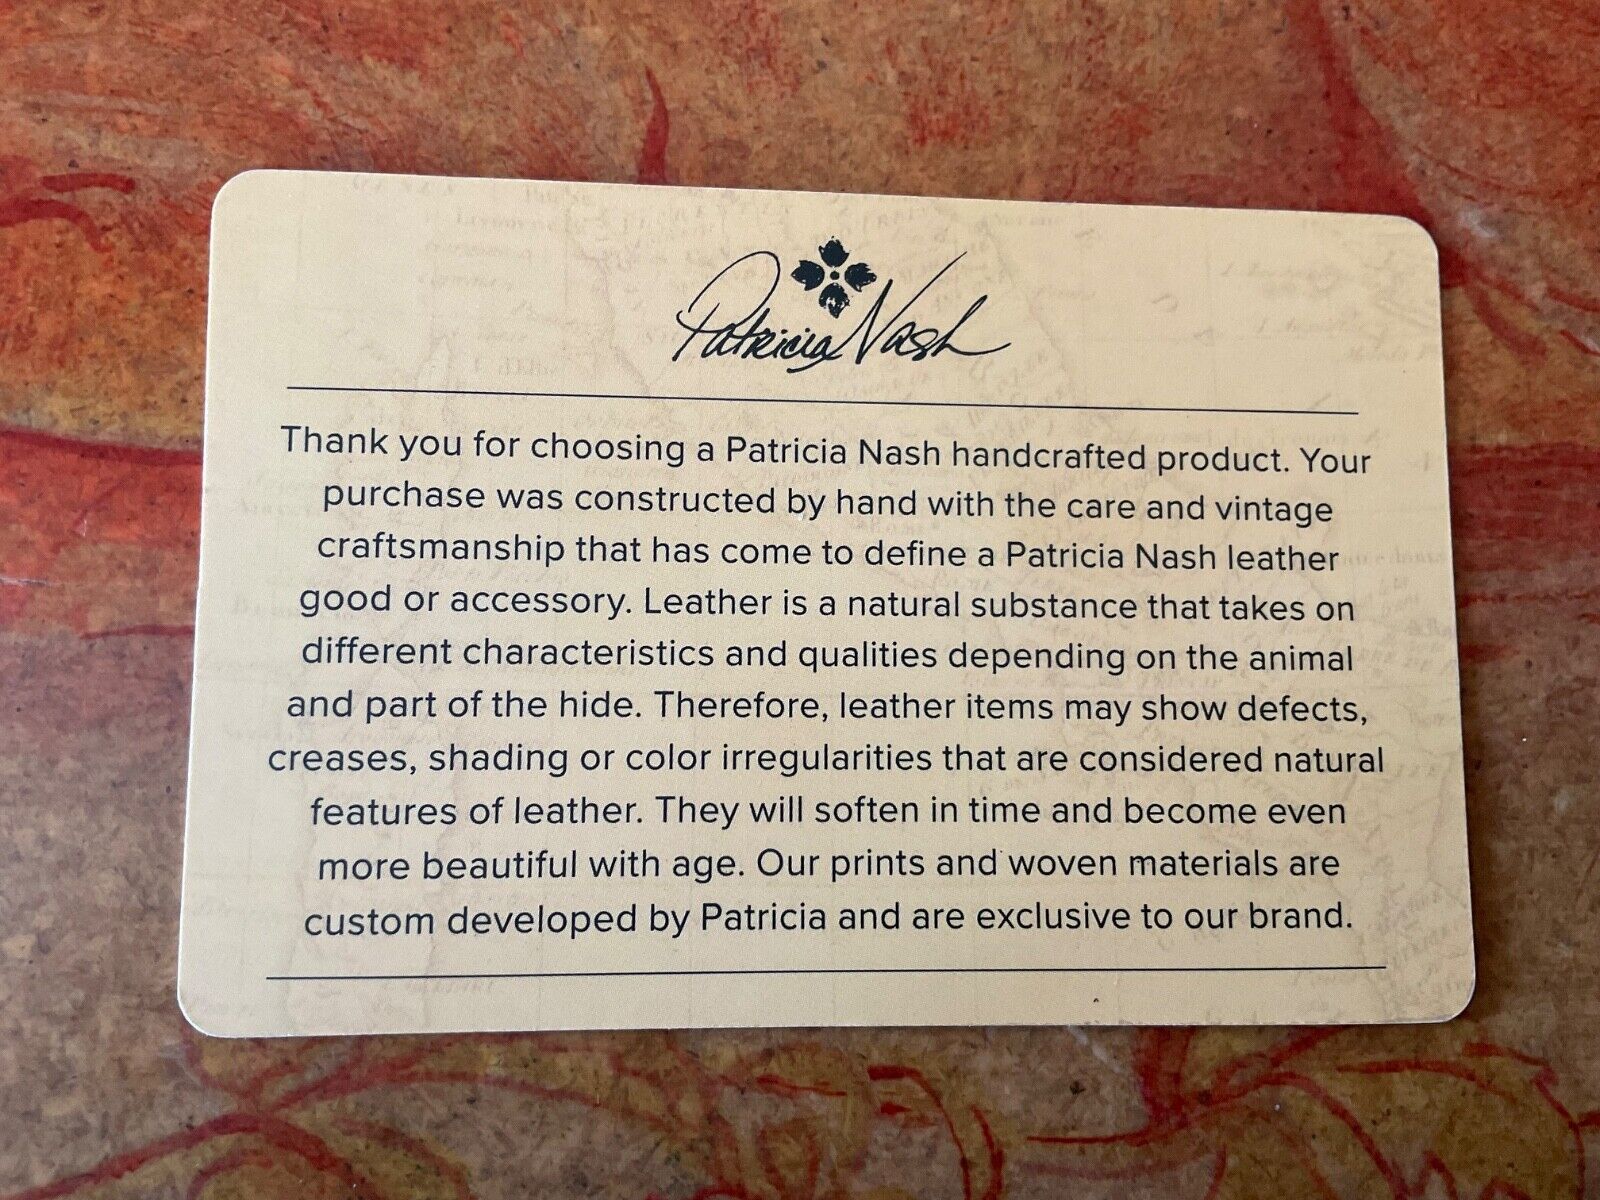 Patricia Nash
Thank you for choosing a Patricia Nash handcrafted product. Your
purchase was constructed by hand with the care and vintage
craftsmanship that has come to define a Patricia Nash leather
good or accessory. Leather is a natural substance that takes on
different characteristics and qualities depending on the animal
and part of the hide. Therefore, leather items may show defects,
creases, shading or color irregularities that are considered natural
features of leather. They will soften in time and become even
more beautiful with age. Our prints and woven materials are
custom developed by Patricia and are exclusive to our brand.